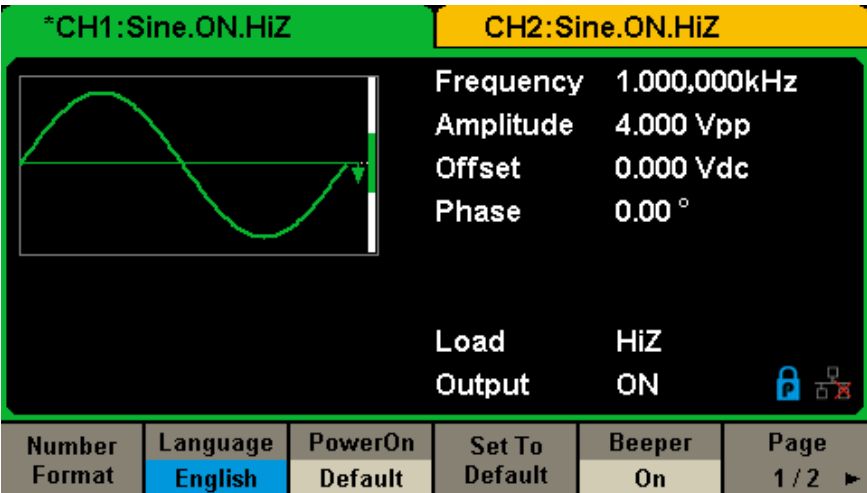 *CH1:Sine.ON.HiZ CH2:Sine.ON.HiZ
Frequency 1.000,000kHz
Amplitude 4.000 Vpp
Offset 0.000 Vdc
Phase 0.00 °
Load HiZ
Output ON
P
Number Format
Language English
PowerOn Default
Set To Default
Beeper On
Page 1/2 ►